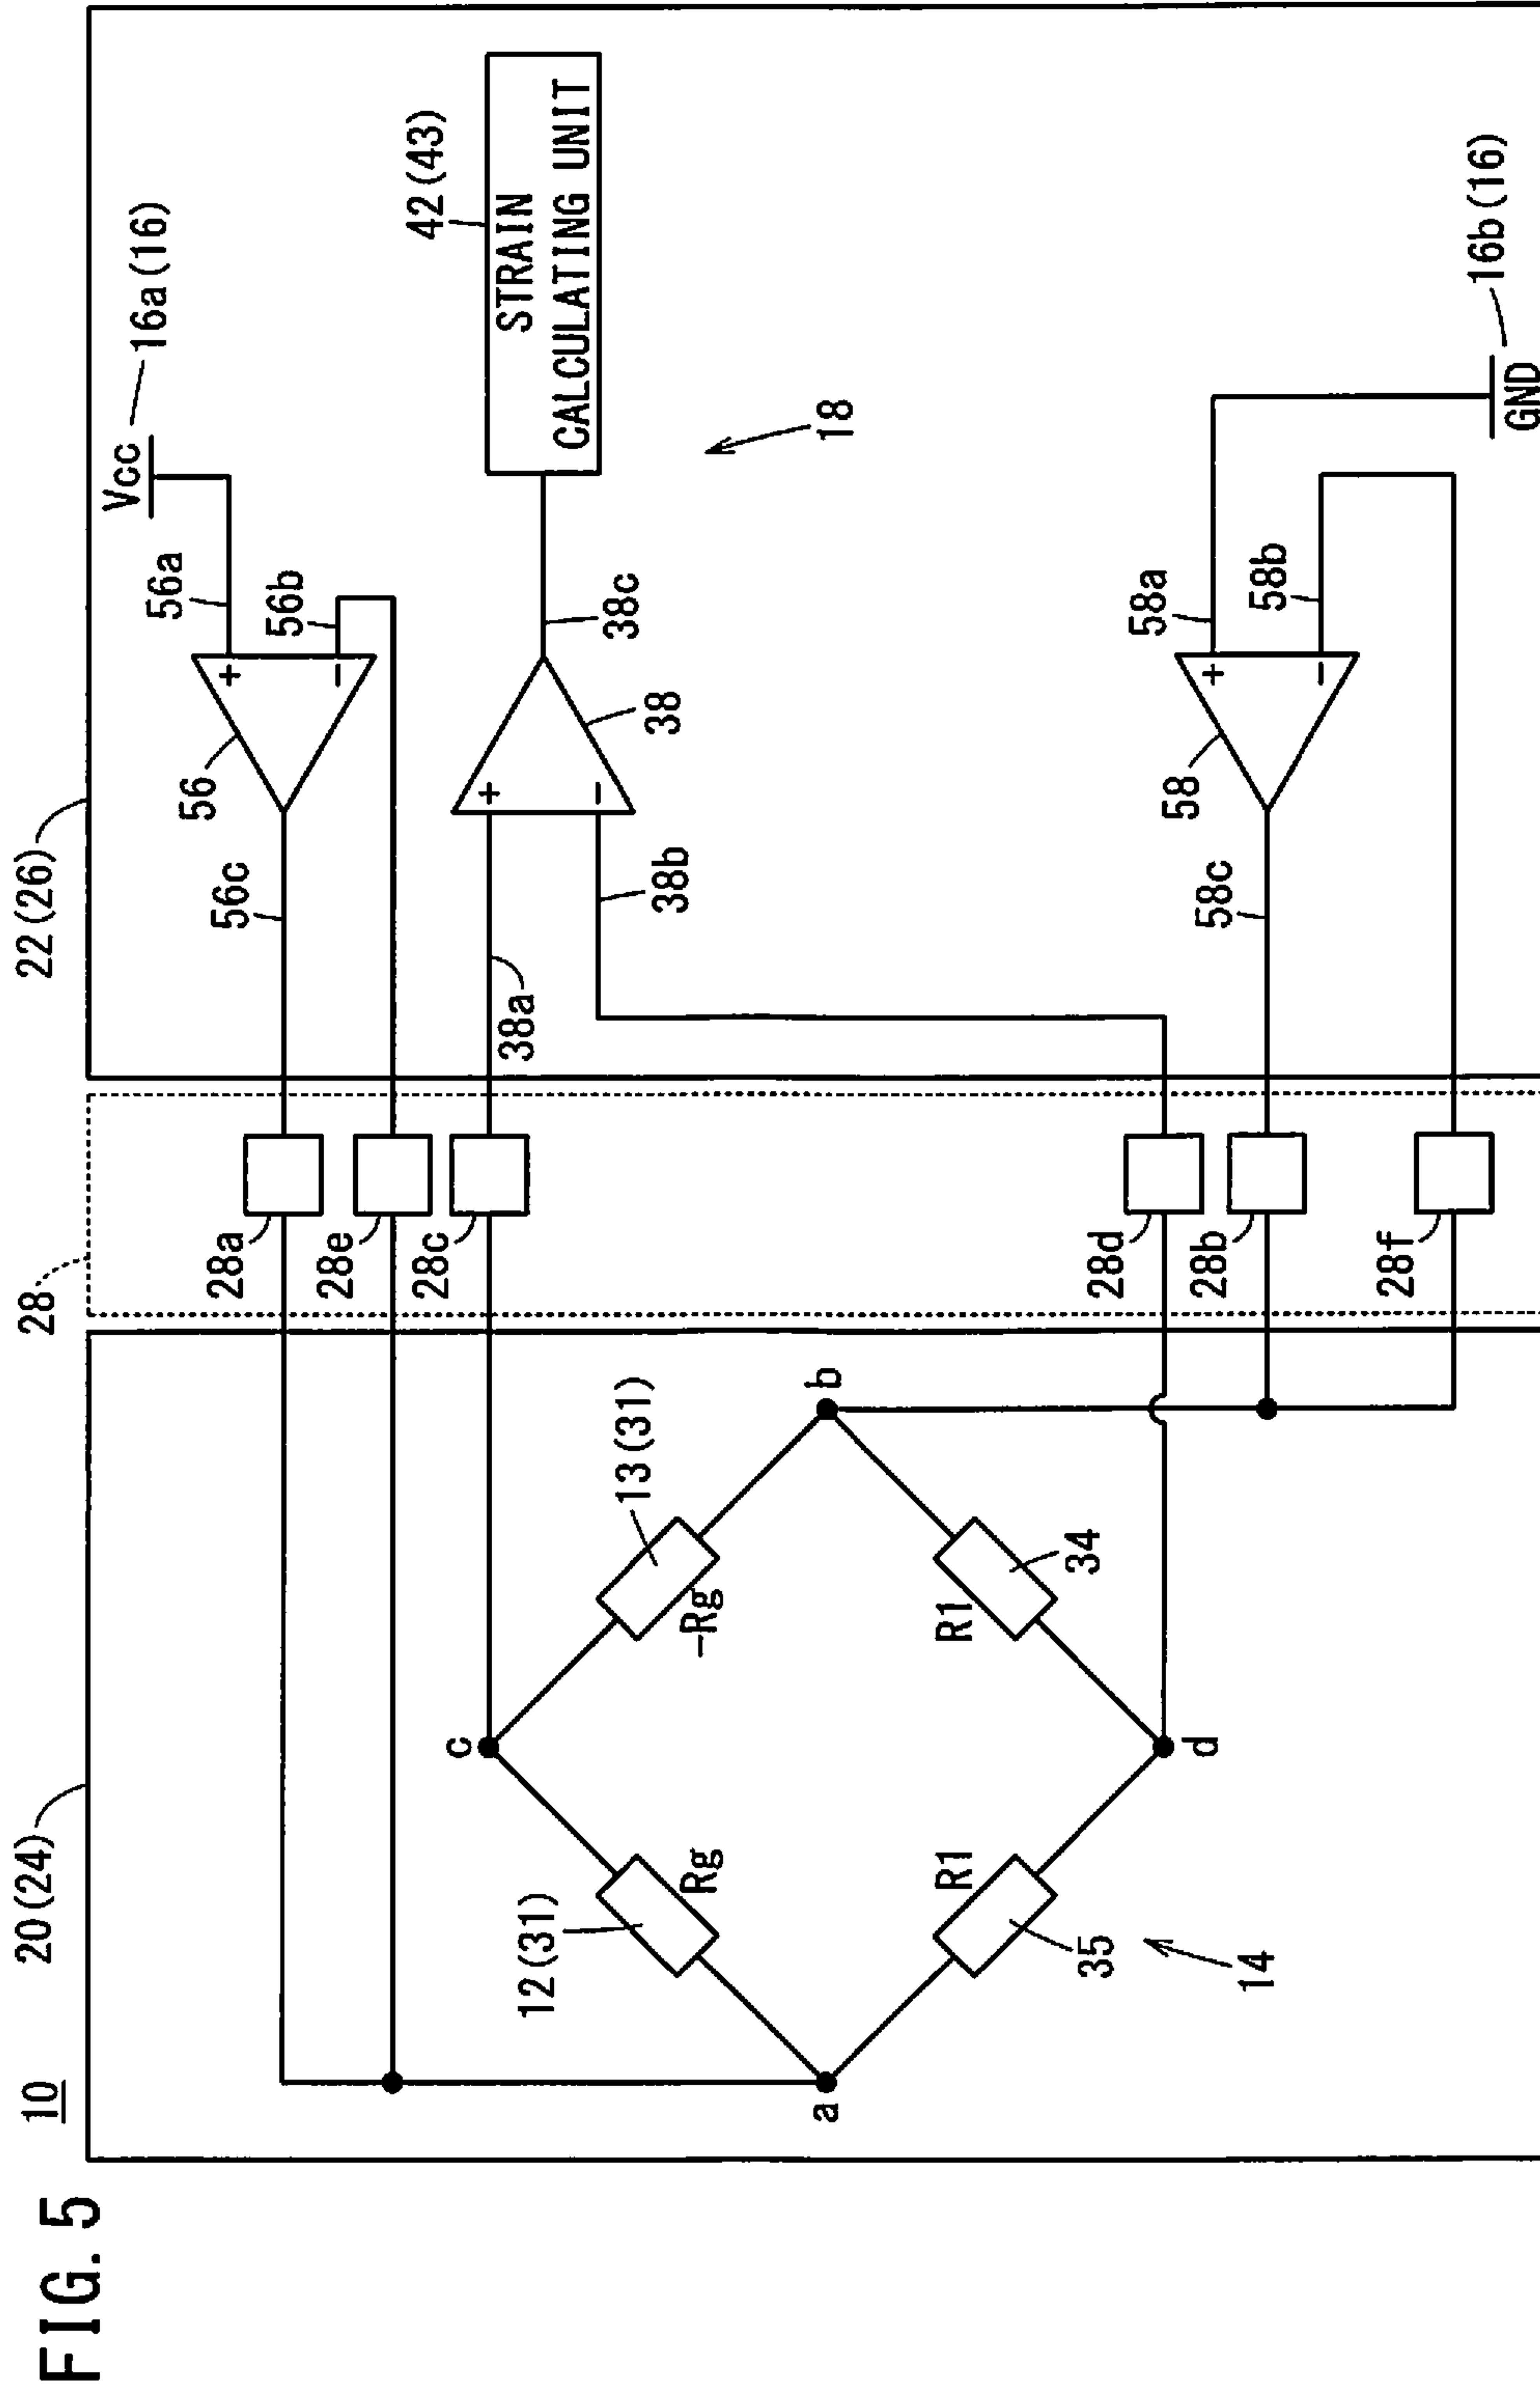 FIG. 5
10
20(24)
28
22(26)
Vcc
16a(16)
56a
56b
56
56c
42(43)
STRAIN
CALCULATING UNIT
38c
38
38a
38b
18
28a
28e
28c
28d
28b
28f
58a
58b
58
58c
16b(16)
GND
+
−
+
−
+
−
12(31)
Rg
13(31)
-Rg
c
b
a
d
R1
35
R1
34
14